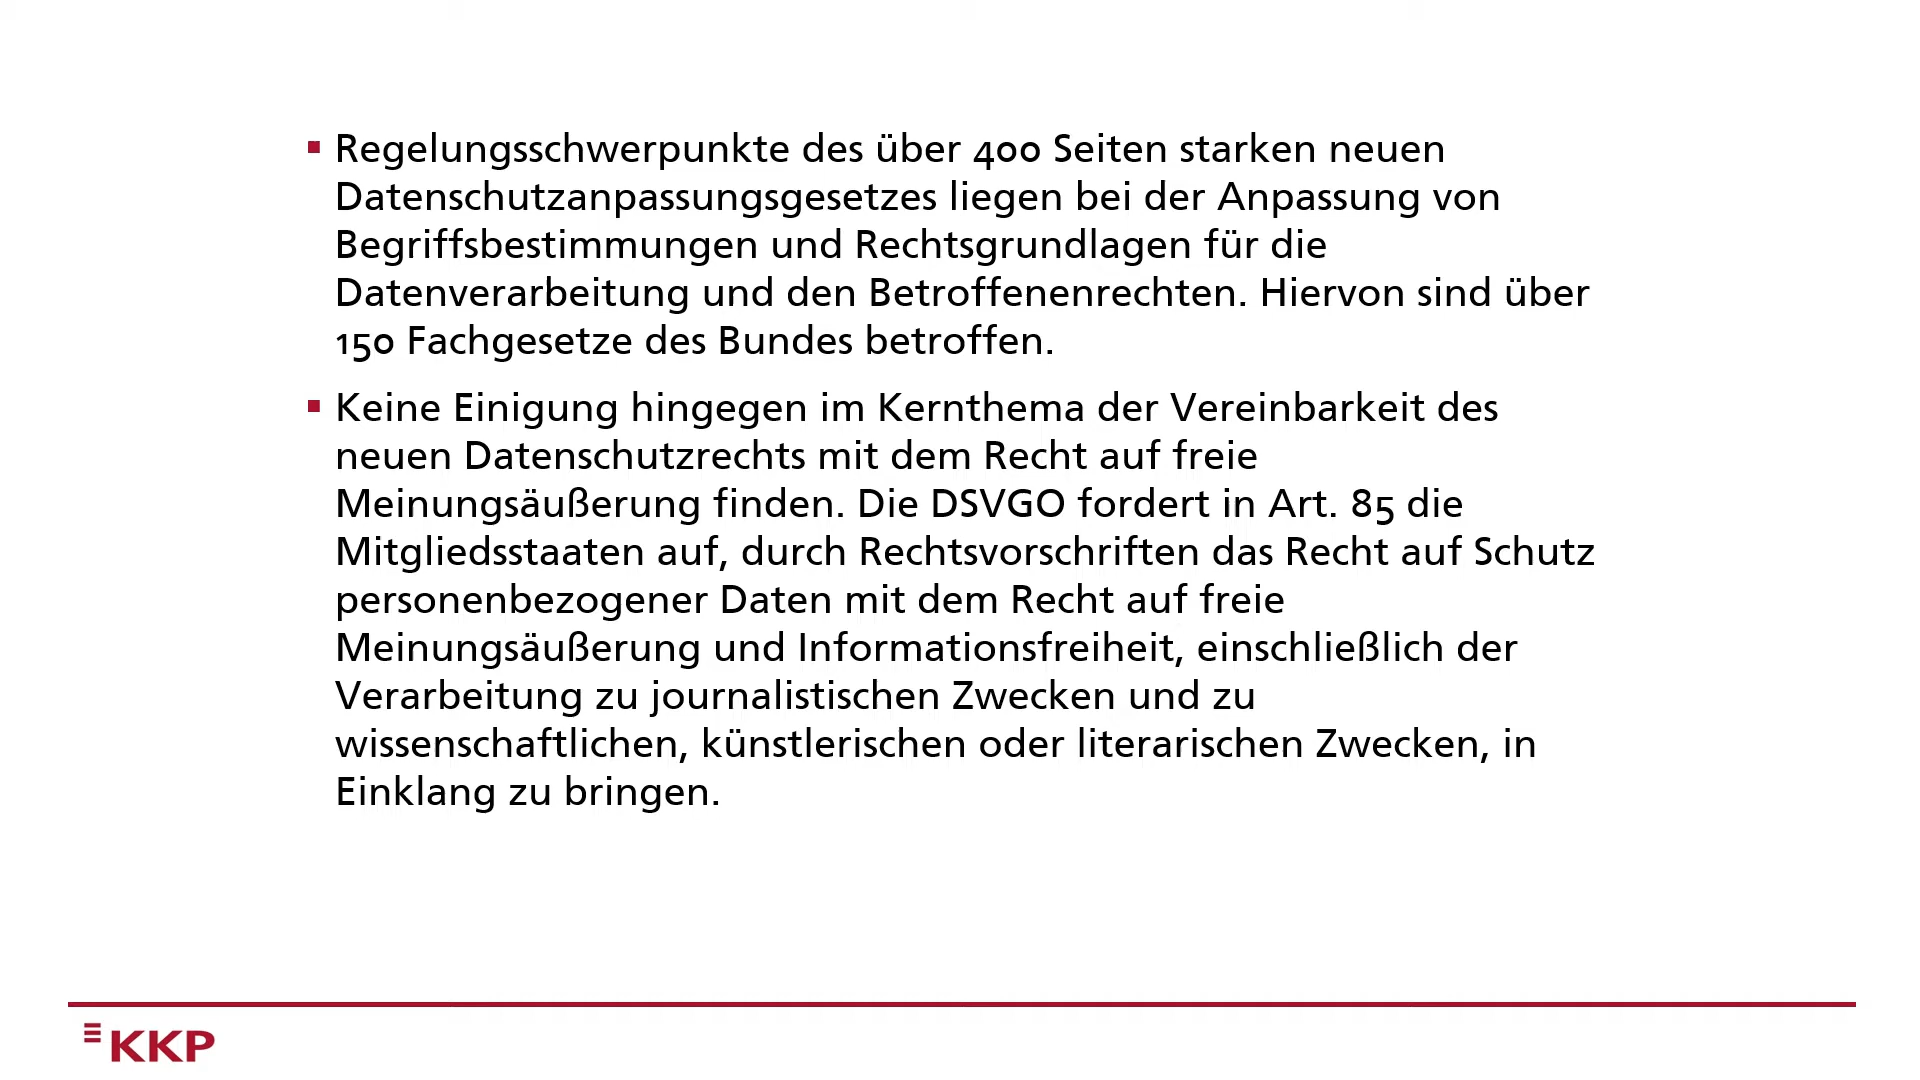 Regelungsschwerpunkte des über 400 Seiten starken neuen
Datenschutzanpassungsgesetzes liegen bei der Anpassung von
Begriffsbestimmungen und Rechtsgrundlagen für die
Datenverarbeitung und den Betroffenenrechten. Hiervon sind über
150 Fachgesetze des Bundes betroffen.
Keine Einigung hingegen im Kernthema der Vereinbarkeit des
neuen Datenschutzrechts mit dem Recht auf freie
Meinungsäußerung finden. Die DSVGO fordert in Art. 85 die
Mitgliedsstaaten auf, durch Rechtsvorschriften das Recht auf Schutz
personenbezogener Daten mit dem Recht auf freie
Meinungsäußerung und Informationsfreiheit, einschließlich der
Verarbeitung zu journalistischen Zwecken und zu
wissenschaftlichen, künstlerischen oder literarischen Zwecken, in
Einklang zu bringen.
KKP